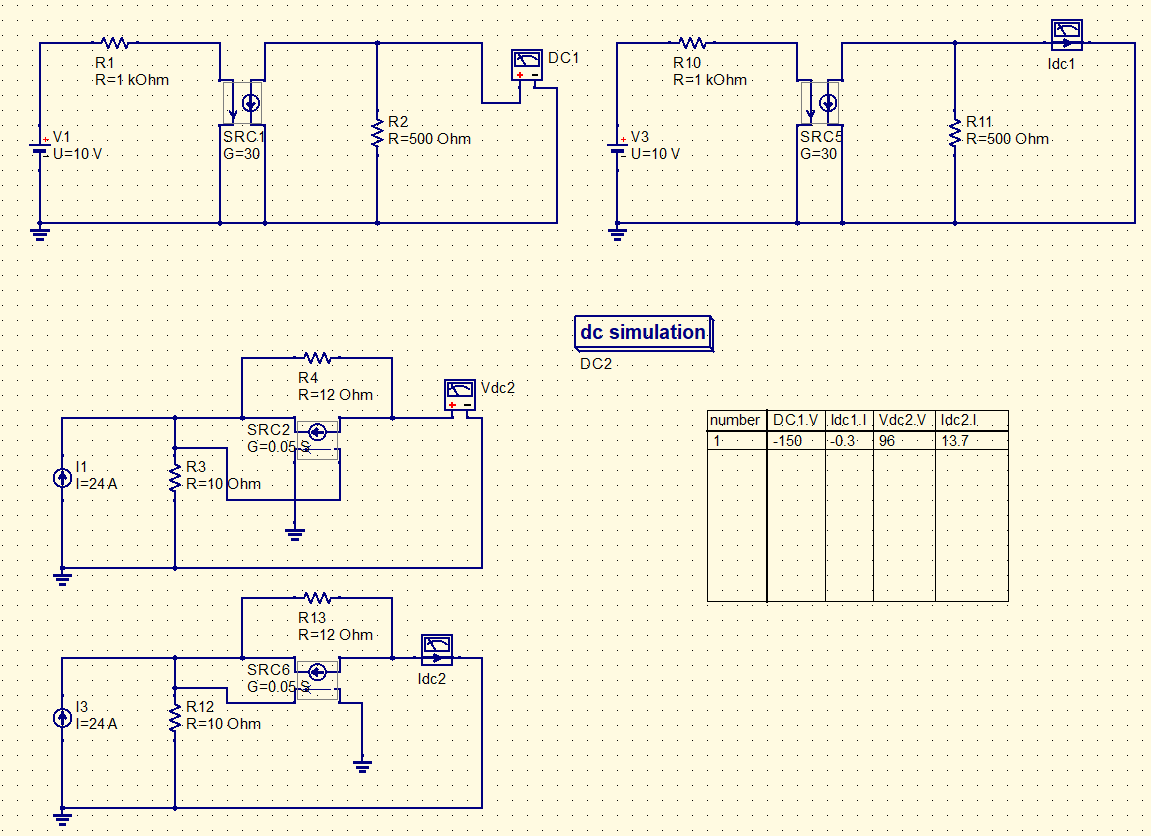 R1
R=1 kOhm
DC1
+ -
V1
U=10 V
SRC1
G=30
R2
R=500 Ohm
R10
R=1 kOhm
Idc1
V3
U=10 V
SRC5
G=30
R11
R=500 Ohm
dc simulation
DC2
R4
R=12 Ohm
Vdc2
+ -
SRC2
G=0.05 S
I1
I=24 A
R3
R=10 Ohm
number DC1.V Idc1.I Vdc2.V Idc2.I
1 -150 -0.3 96 13.7
R13
R=12 Ohm
Idc2
SRC6
G=0.05 S
I3
I=24 A
R12
R=10 Ohm